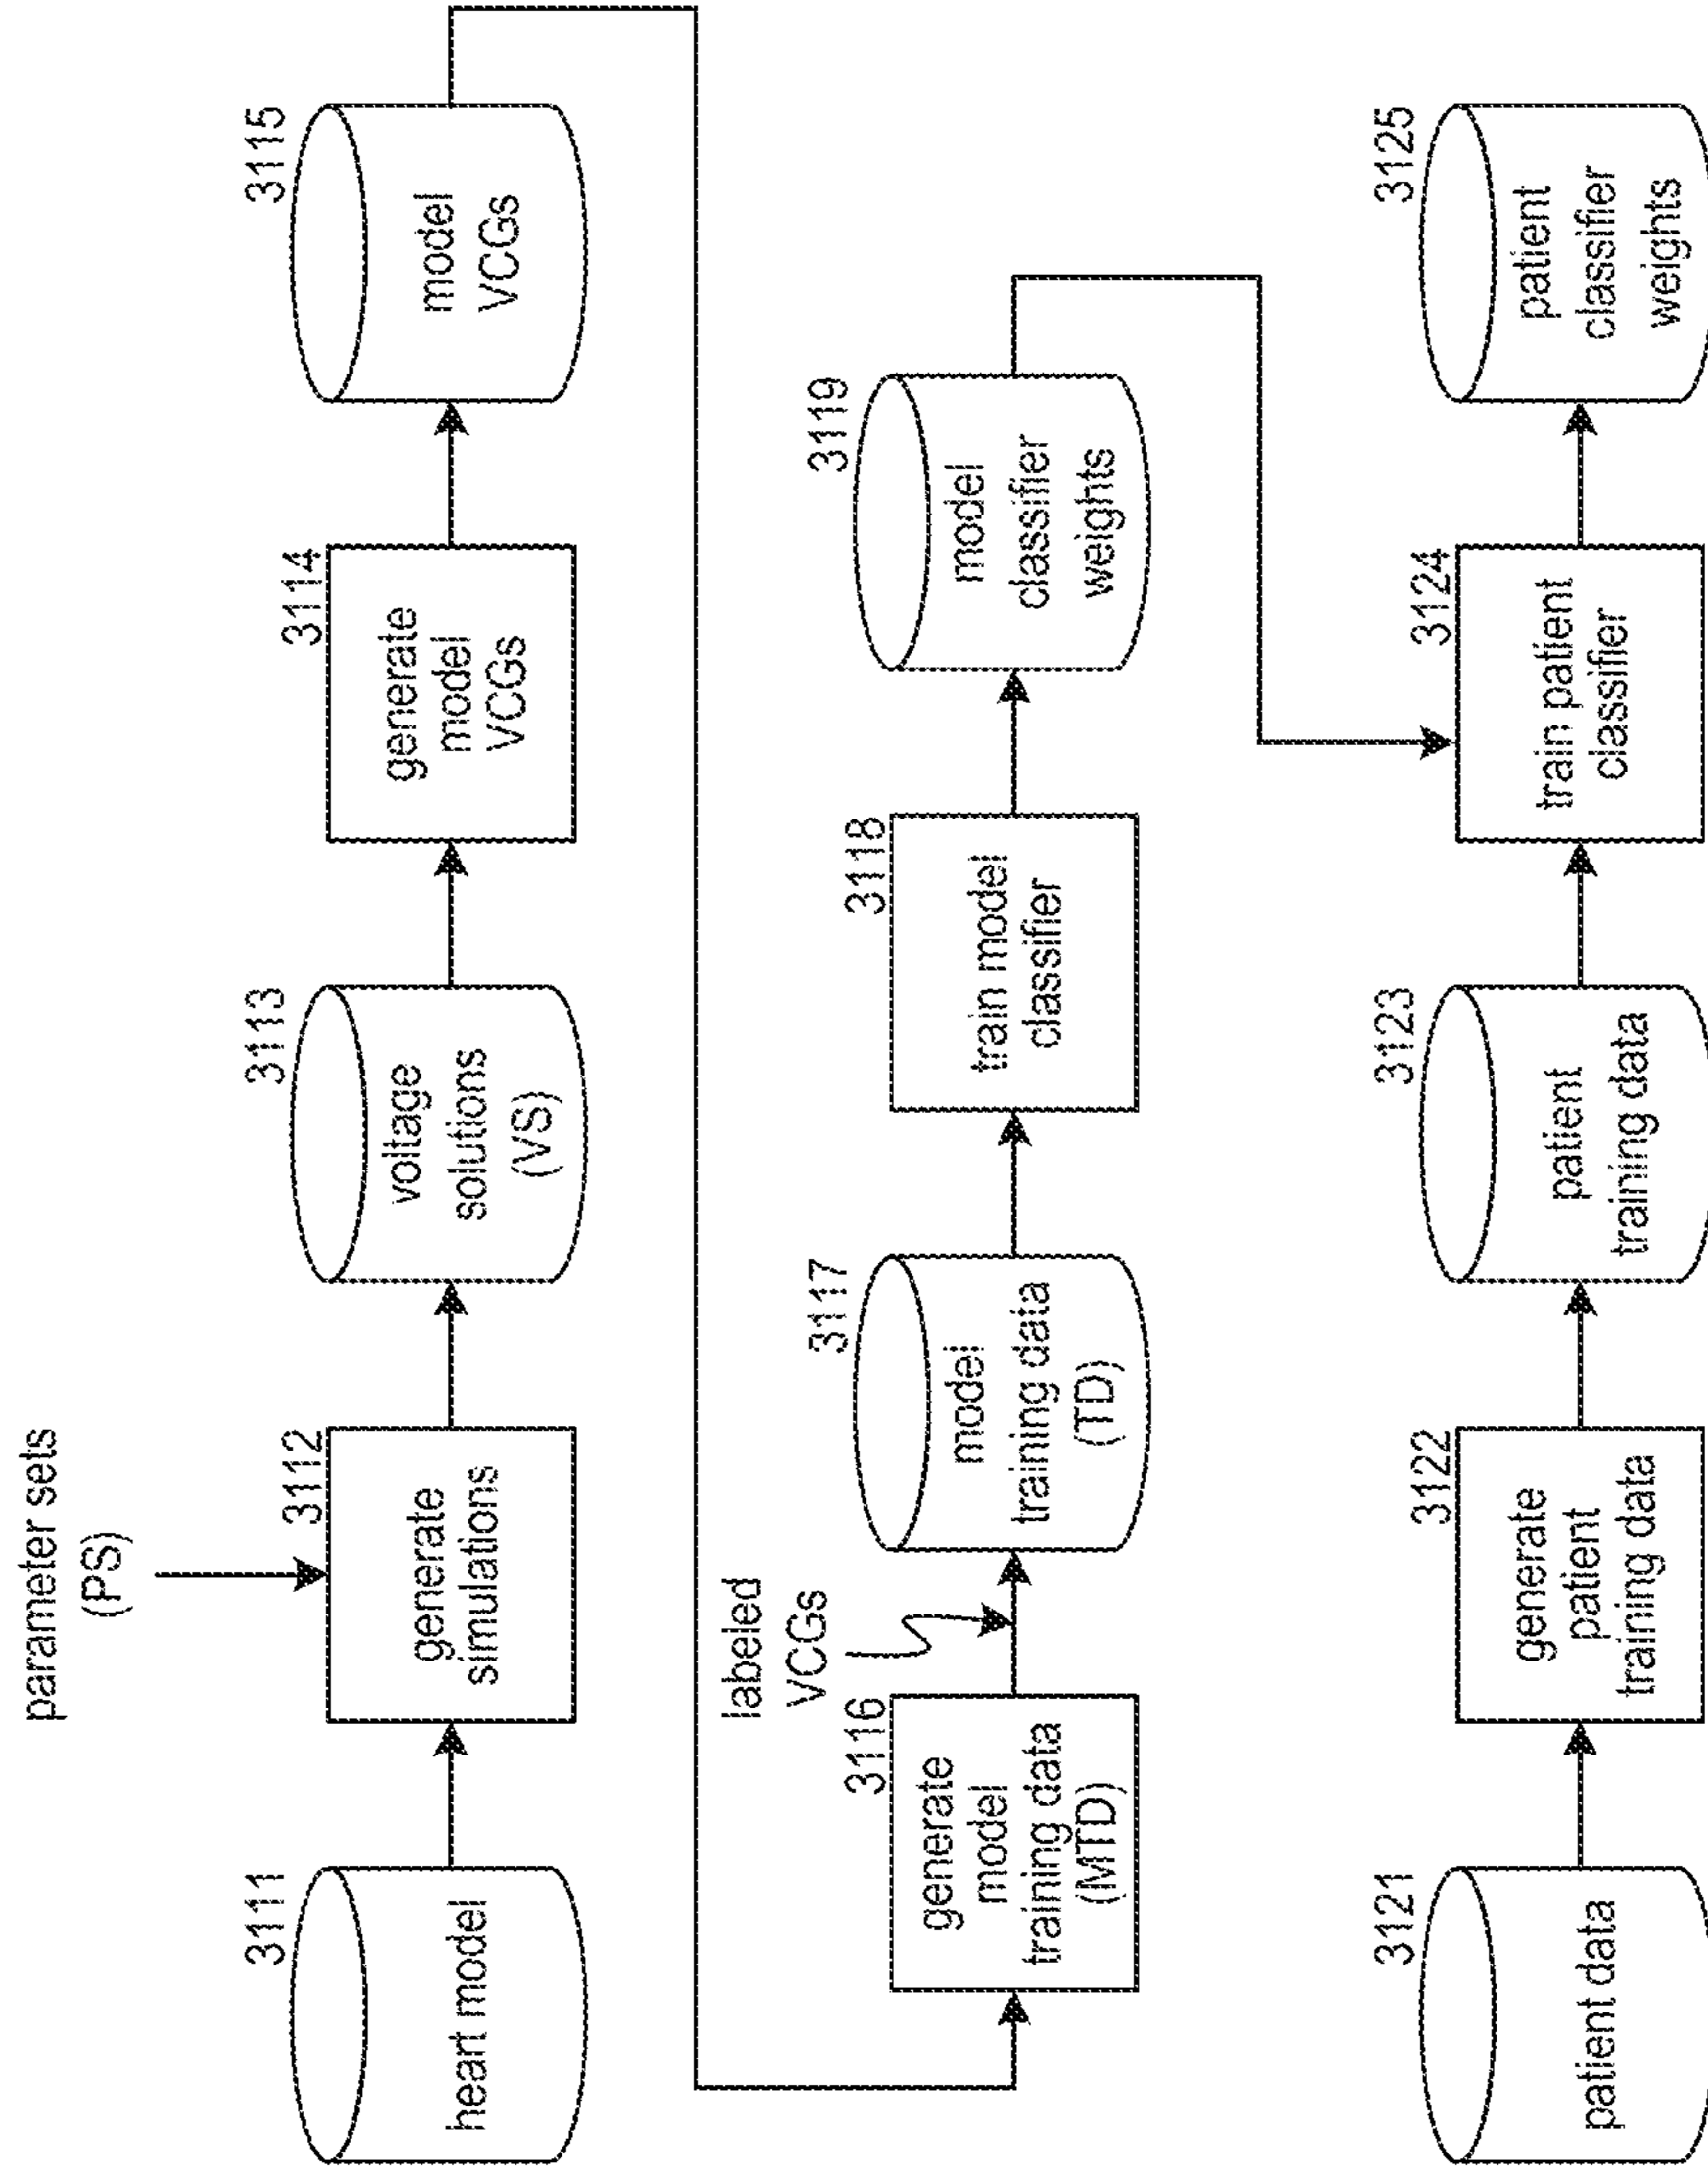 parameter sets
(PS)
3111
heart model
3112
generate
simulations
3113
voltage
solutions
(VS)
3114
generate
model
VCGs
3115
model
VCGs
3116
generate
model
training data
(MTD)
labeled
VCGs
3117
model
training data
(TD)
3118
train model
classifier
3119
model
classifier
weights
3121
patient data
3122
generate
patient
training data
3123
patient
training data
3124
train patient
classifier
3125
patient
classifier
weights